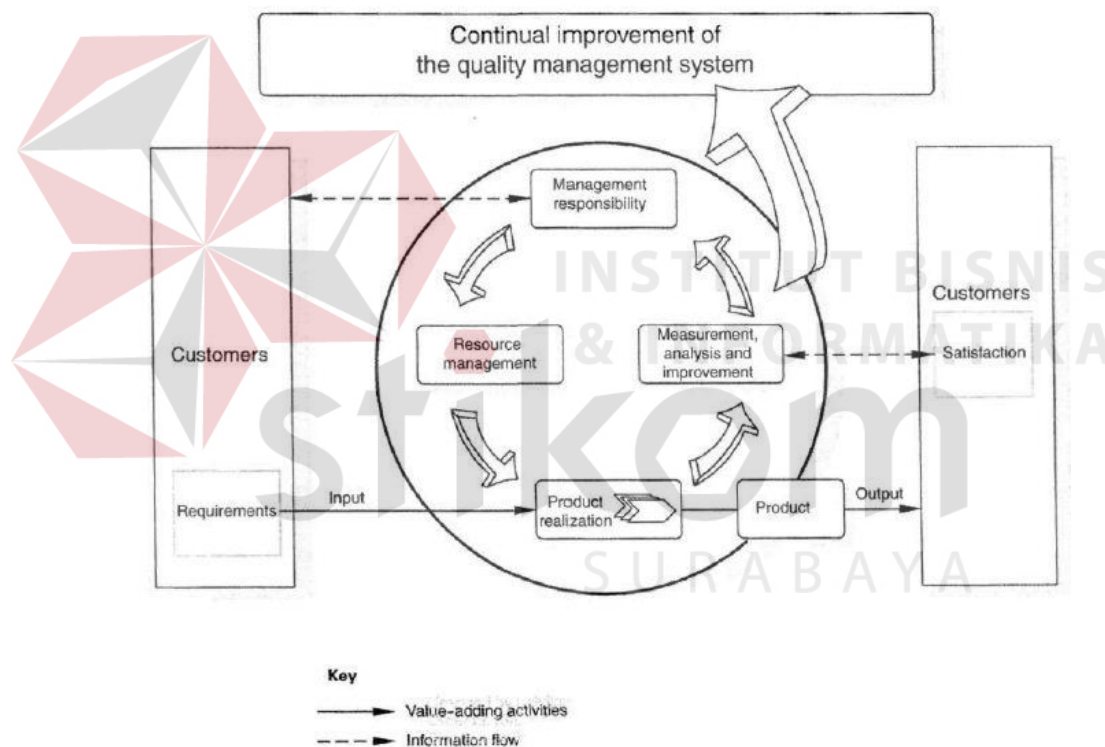 Continual improvement of
the quality management system
Management
responsibility
INSTITUT BISNIS
& INFORMATIKA
Customers
Customers
Resource
management
Measurement,
analysis and
improvement
Satisfaction
stikom
Requirements
Input
Product
realization
Product
Output
SURABAYA
Key
Value-adding activities
Information flow